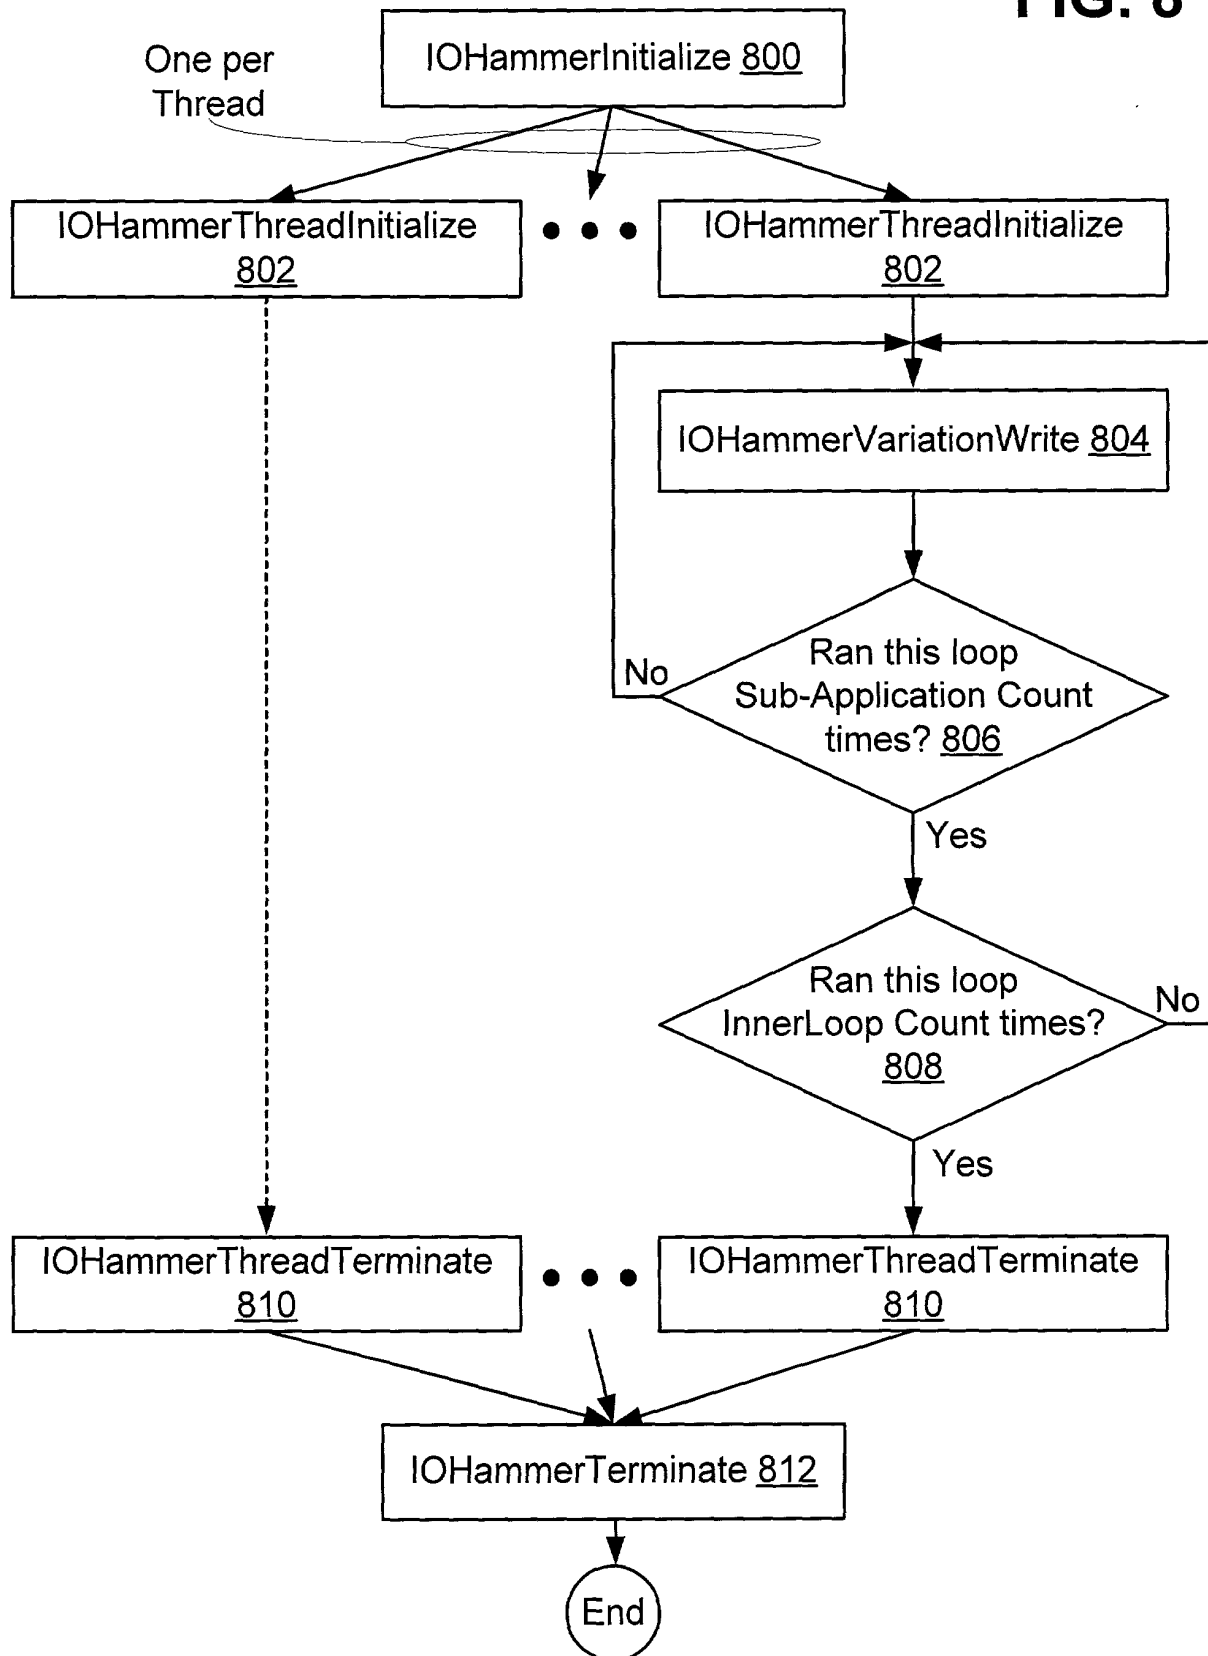 FIG. 8
One per
Thread
IOHammerInitialize 800
IOHammerThreadInitialize
802
IOHammerThreadInitialize
802
IOHammerVariationWrite 804
No
Ran this loop
Sub-Application Count
times? 806
Yes
Ran this loop
InnerLoop Count times?
808
No
Yes
IOHammerThreadTerminate
810
IOHammerThreadTerminate
810
IOHammerTerminate 812
End